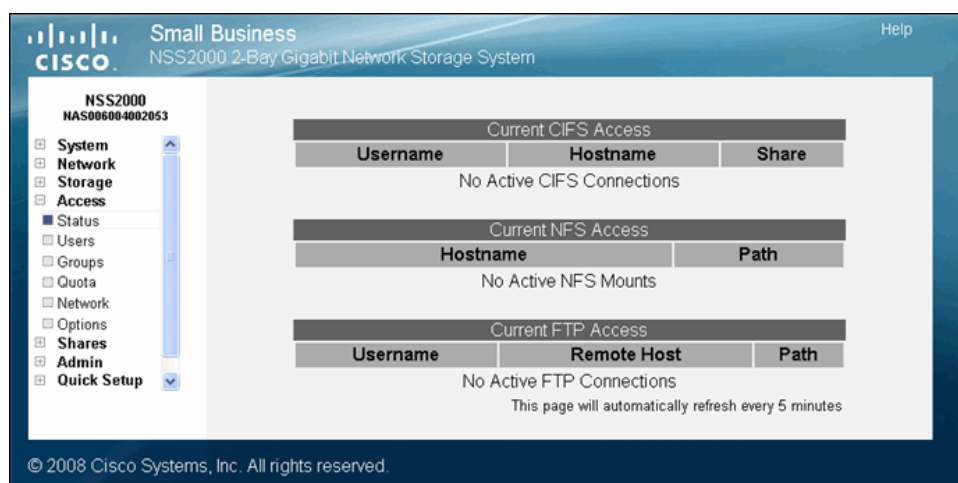 CISCO.
Small Business
NSS2000 2-Bay Gigabit Network Storage System
Help
NSS2000
NAS006004002053
System
Network
Storage
Access
Status
Users
Groups
Quota
Network
Options
Shares
Admin
Quick Setup
Current CIFS Access
Username Hostname Share
No Active CIFS Connections
Current NFS Access
Hostname Path
No Active NFS Mounts
Current FTP Access
Username Remote Host Path
No Active FTP Connections
This page will automatically refresh every 5 minutes
© 2008 Cisco Systems, Inc. All rights reserved.